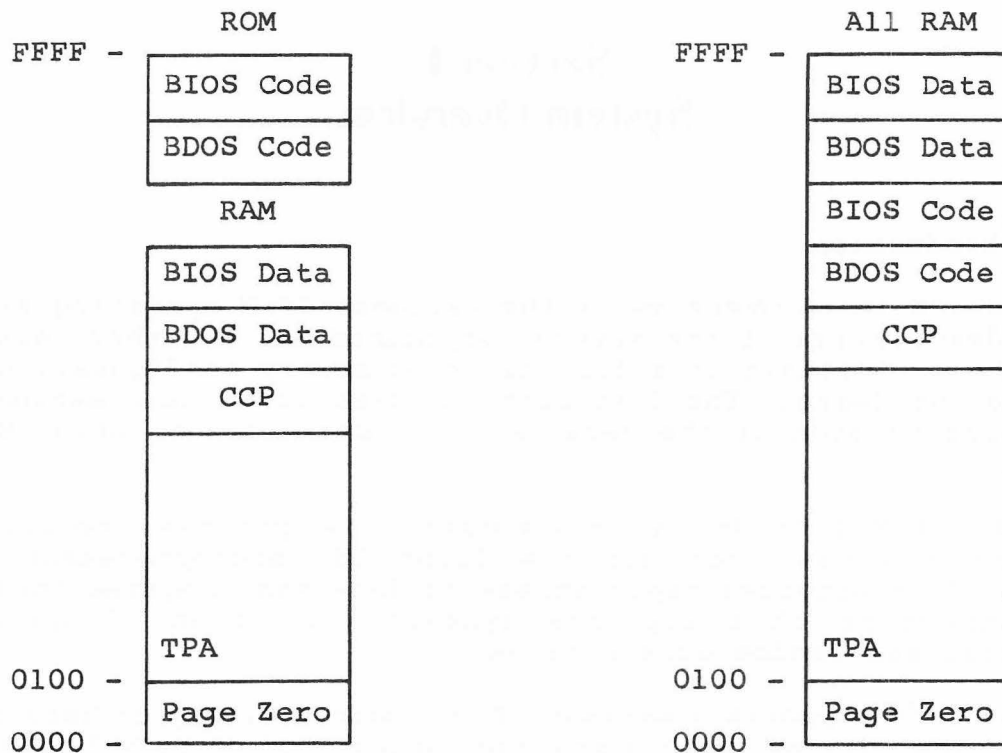 ROM
FFFF -
BIOS Code
BDOS Code
RAM
BIOS Data
BDOS Data
CCP
TPA
0100 -
Page Zero
0000 -
All RAM
FFFF -
BIOS Data
BDOS Data
BIOS Code
BDOS Code
CCP
TPA
0100 -
Page Zero
0000 -